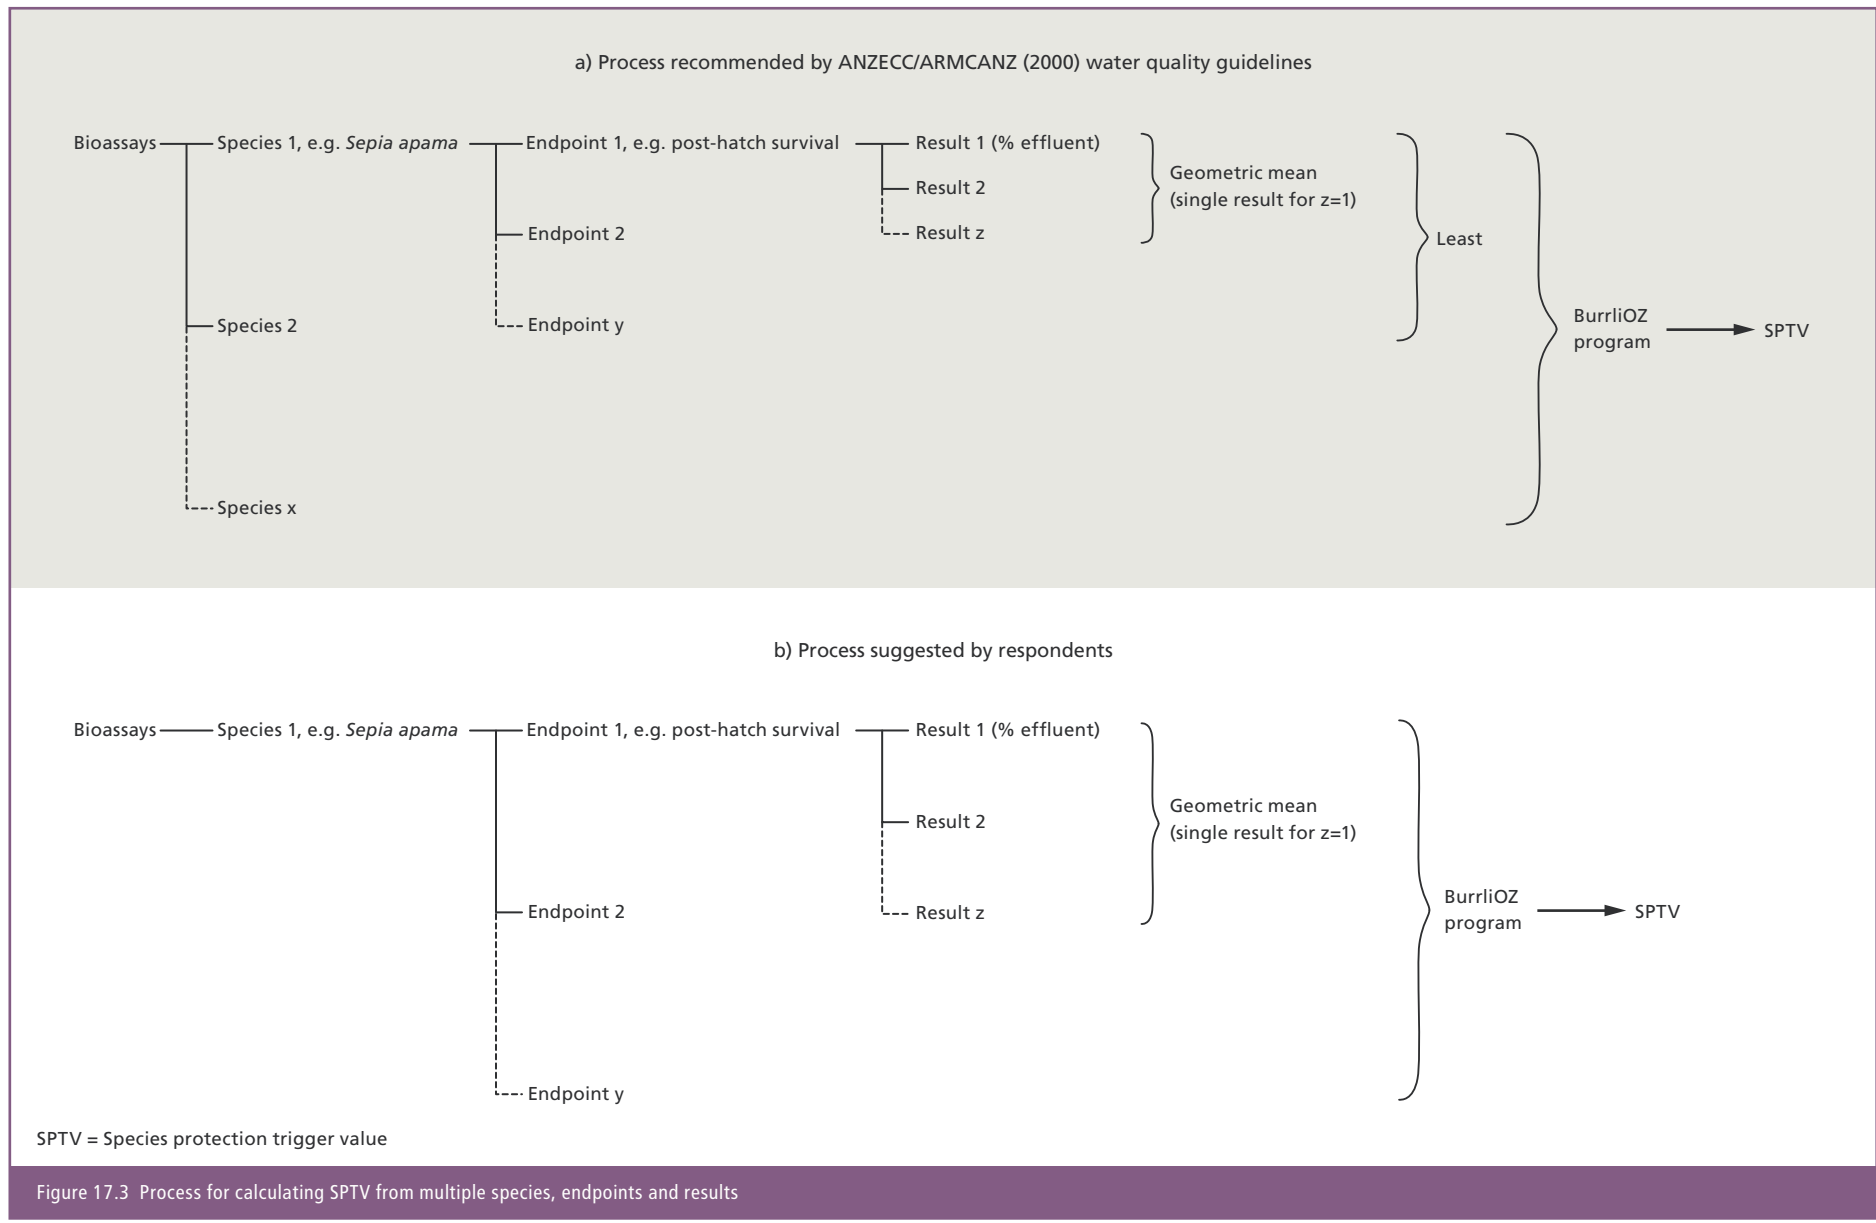 a) Process recommended by ANZECC/ARMCANZ (2000) water quality guidelines
Bioassays
Species 1, e.g. Sepia apama
Endpoint 1, e.g. post-hatch survival
Result 1 (% effluent)
Geometric mean
(single result for z=1)
Result 2
Endpoint 2
Result z
Least
Species 2
Endpoint y
BurrliOZ
program
SPTV
Species x
b) Process suggested by respondents
Bioassays
Species 1, e.g. Sepia apama
Endpoint 1, e.g. post-hatch survival
Result 1 (% effluent)
Geometric mean
(single result for z=1)
Result 2
Endpoint 2
Result z
BurrliOZ
program
SPTV
Endpoint y
SPTV = Species protection trigger value
Figure 17.3 Process for calculating SPTV from multiple species, endpoints and results